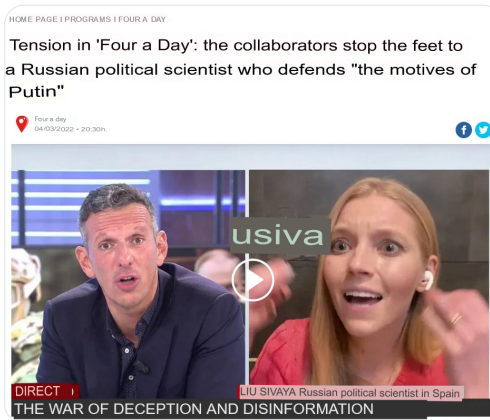 HOME PAGE I PROGRAMS I FOUR A DAY
Tension in 'Four a Day': the collaborators stop the feet to
a Russian political scientist who defends "the motives of
Putin"
Four a day
04/03/2022 • 20:30h.
usiva
DIRECT
LIU SIVAYA Russian political scientist in Spain
THE WAR OF DECEPTION AND DISINFORMATION